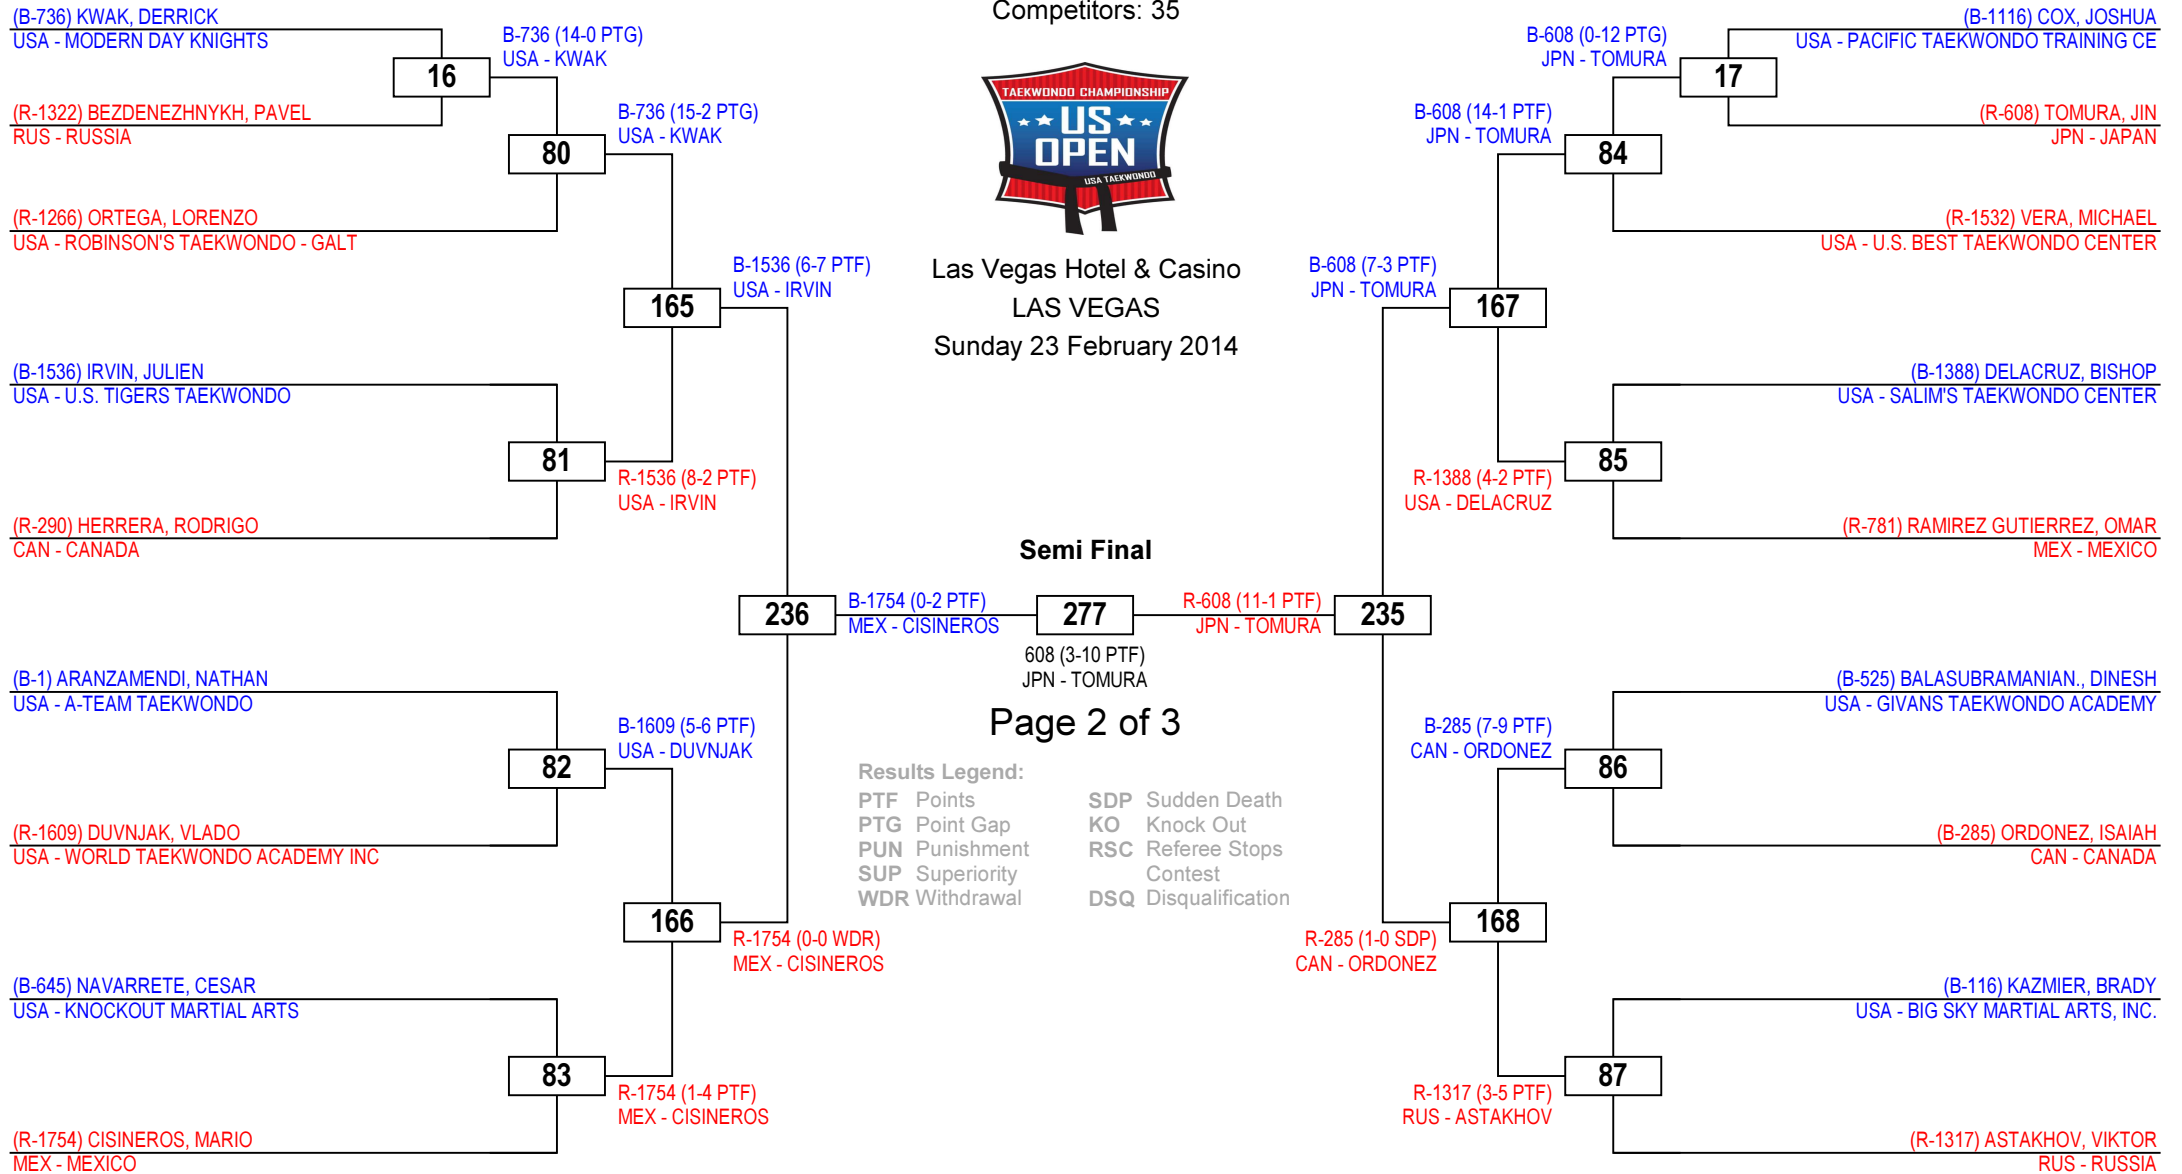 Competitors: 35
TAEKWONDO CHAMPIONSHIP
US
OPEN
USA TAEKWONDO
Las Vegas Hotel & Casino
LAS VEGAS
Sunday 23 February 2014
(B-736) KWAK, DERRICK
USA - MODERN DAY KNIGHTS
16
(R-1322) BEZDENEZHNYKH, PAVEL
RUS - RUSSIA
B-736 (14-0 PTG)
USA - KWAK
80
(R-1266) ORTEGA, LORENZO
USA - ROBINSON'S TAEKWONDO - GALT
B-736 (15-2 PTG)
USA - KWAK
165
(B-1536) IRVIN, JULIEN
USA - U.S. TIGERS TAEKWONDO
81
(R-290) HERRERA, RODRIGO
CAN - CANADA
R-1536 (8-2 PTF)
USA - IRVIN
B-1536 (6-7 PTF)
USA - IRVIN
236
(B-1) ARANZAMENDI, NATHAN
USA - A-TEAM TAEKWONDO
82
(R-1609) DUVNJAK, VLADO
USA - WORLD TAEKWONDO ACADEMY INC
B-1609 (5-6 PTF)
USA - DUVNJAK
166
(B-645) NAVARRETE, CESAR
USA - KNOCKOUT MARTIAL ARTS
83
(R-1754) CISINEROS, MARIO
MEX - MEXICO
R-1754 (1-4 PTF)
MEX - CISINEROS
R-1754 (0-0 WDR)
MEX - CISINEROS
Semi Final
B-1754 (0-2 PTF)
MEX - CISINEROS
277
R-608 (11-1 PTF)
JPN - TOMURA
608 (3-10 PTF)
JPN - TOMURA
Page 2 of 3
Results Legend:
PTF Points
PTG Point Gap
PUN Punishment
SUP Superiority
WDR Withdrawal
SDP Sudden Death
KO Knock Out
RSC Referee Stops
Contest
DSQ Disqualification
(B-1116) COX, JOSHUA
USA - PACIFIC TAEKWONDO TRAINING CE
17
(R-608) TOMURA, JIN
JPN - JAPAN
B-608 (0-12 PTG)
JPN - TOMURA
84
(R-1532) VERA, MICHAEL
USA - U.S. BEST TAEKWONDO CENTER
B-608 (14-1 PTF)
JPN - TOMURA
167
(B-1388) DELACRUZ, BISHOP
USA - SALIM'S TAEKWONDO CENTER
85
(R-781) RAMIREZ GUTIERREZ, OMAR
MEX - MEXICO
R-1388 (4-2 PTF)
USA - DELACRUZ
B-608 (7-3 PTF)
JPN - TOMURA
235
(B-525) BALASUBRAMANIAN., DINESH
USA - GIVANS TAEKWONDO ACADEMY
86
(B-285) ORDONEZ, ISAIAH
CAN - CANADA
B-285 (7-9 PTF)
CAN - ORDONEZ
168
(B-116) KAZMIER, BRADY
USA - BIG SKY MARTIAL ARTS, INC.
87
(R-1317) ASTAKHOV, VIKTOR
RUS - RUSSIA
R-1317 (3-5 PTF)
RUS - ASTAKHOV
R-285 (1-0 SDP)
CAN - ORDONEZ